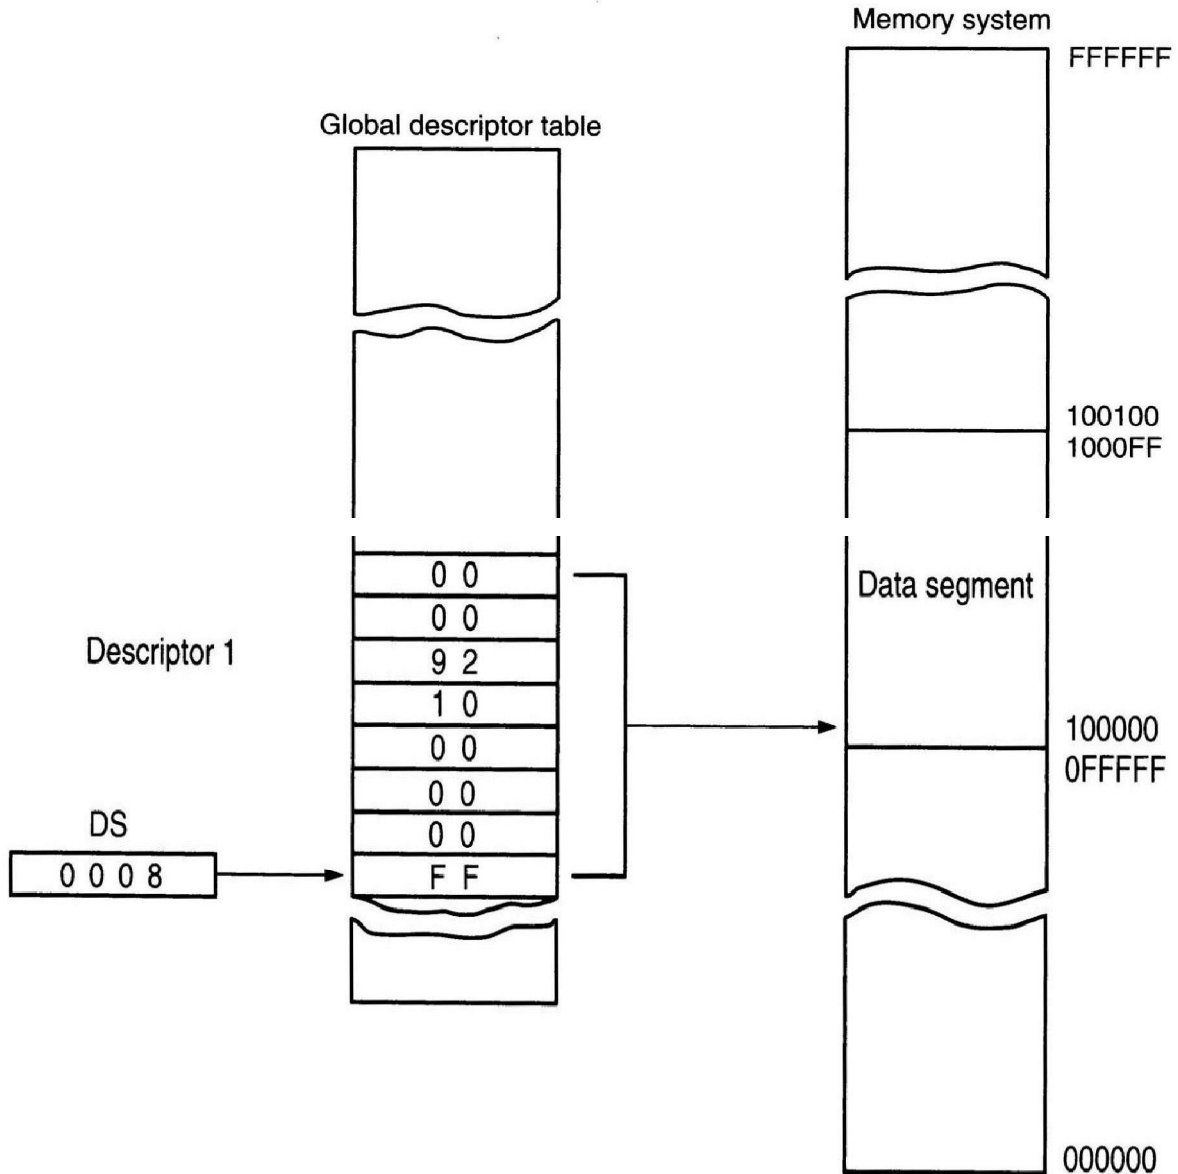 Memory system
FFFFFF
Global descriptor table
100100
1000FF
0 0
0 0
9 2
1 0
0 0
0 0
0 0
F F
Descriptor 1
DS
0 0 0 8
Data segment
100000
0FFFFF
000000